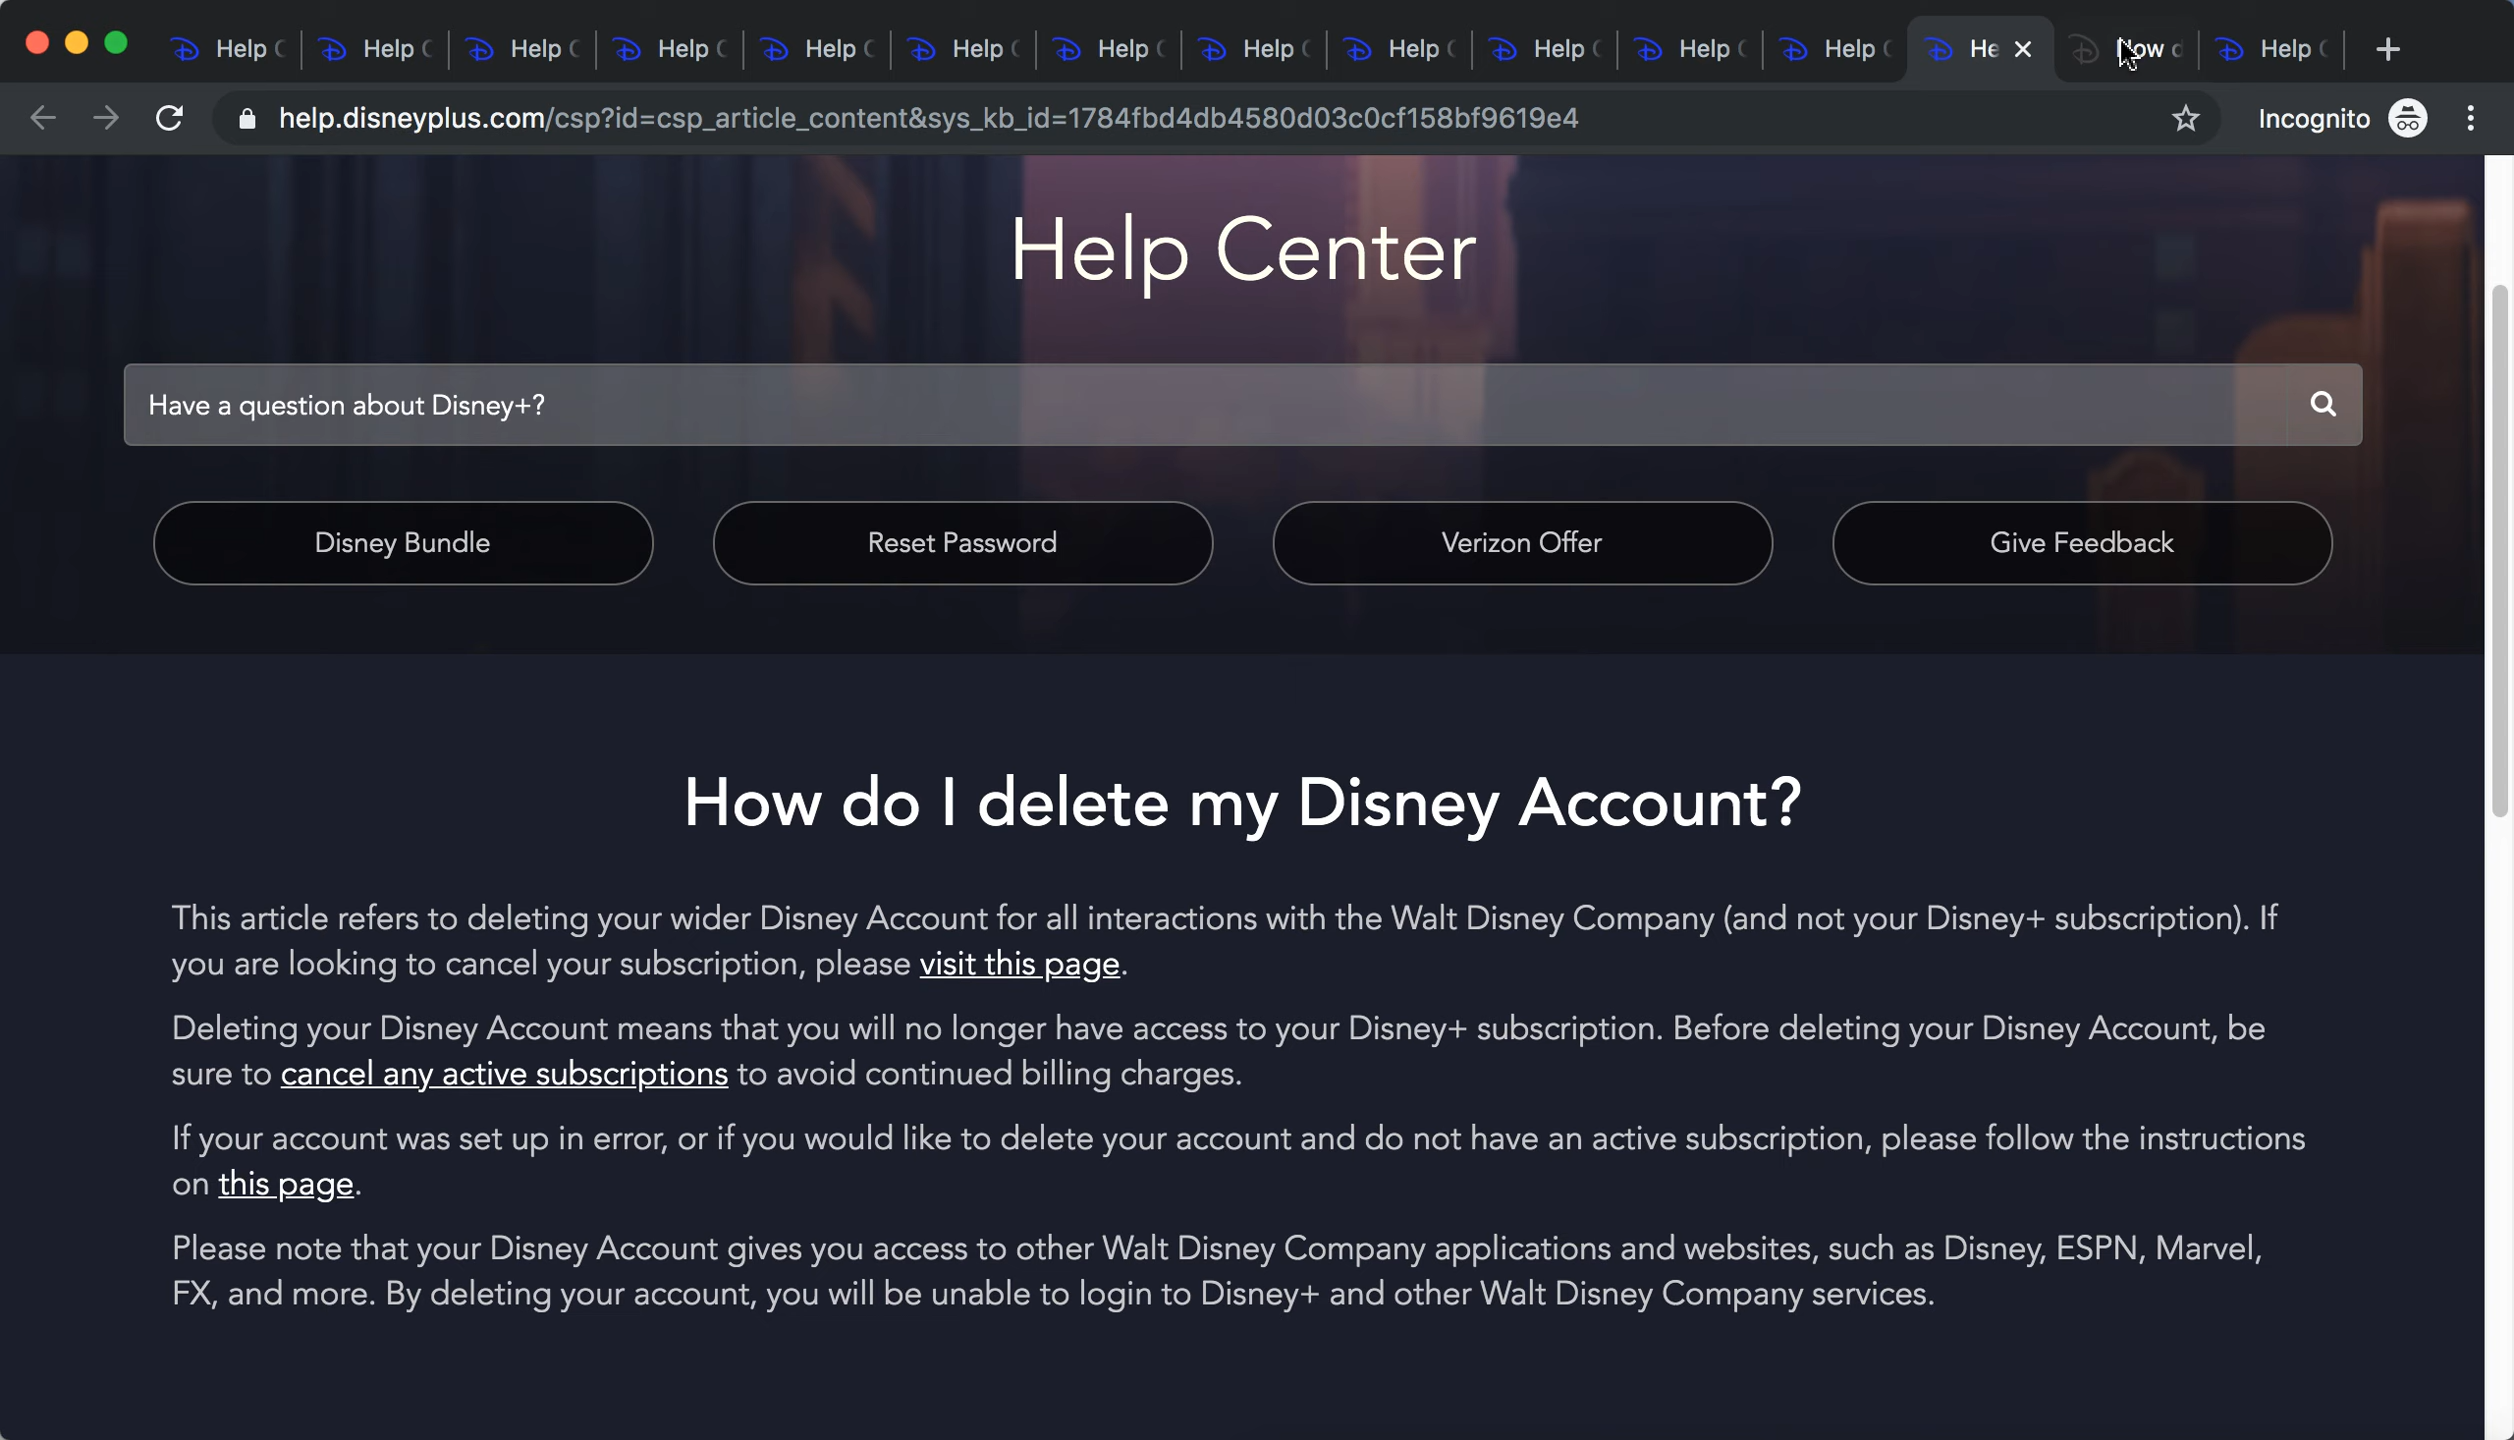 Help Help Help Help Help Help Help Help Help Help Help Help He How Help
help.disneyplus.com/csp?id=csp_article_content&sys_kb_id=1784fbd4db4580d03c0cf158bf9619e4 Incognito
Help Center
Have a question about Disney+?
Disney Bundle Reset Password Verizon Offer Give Feedback
How do I delete my Disney Account?
This article refers to deleting your wider Disney Account for all interactions with the Walt Disney Company (and not your Disney+ subscription). If
you are looking to cancel your subscription, please visit this page.
Deleting your Disney Account means that you will no longer have access to your Disney+ subscription. Before deleting your Disney Account, be
sure to cancel any active subscriptions to avoid continued billing charges.
If your account was set up in error, or if you would like to delete your account and do not have an active subscription, please follow the instructions
on this page.
Please note that your Disney Account gives you access to other Walt Disney Company applications and websites, such as Disney, ESPN, Marvel,
FX, and more. By deleting your account, you will be unable to login to Disney+ and other Walt Disney Company services.